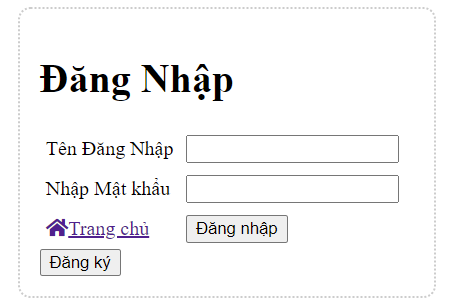 Đăng Nhập
Tên Đăng Nhập
Nhập Mật khẩu
Trang chủ Đăng nhập
Đăng ký